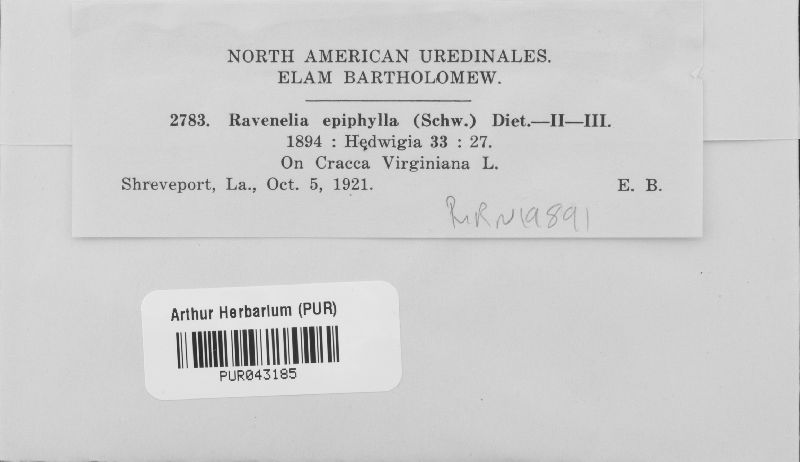 NORTH AMERICAN UREDINALES.
ELAM BARTHOLOMEW.
2783. Ravenelia epiphylla (Schw.) Diet.—II—III.
1894 : Hedwigia 33 : 27.
On Cracca Virginiana L.
Shreveport, La., Oct. 5, 1921. E. B.
PURN19891
Arthur Herbarium (PUR)
PUR043185